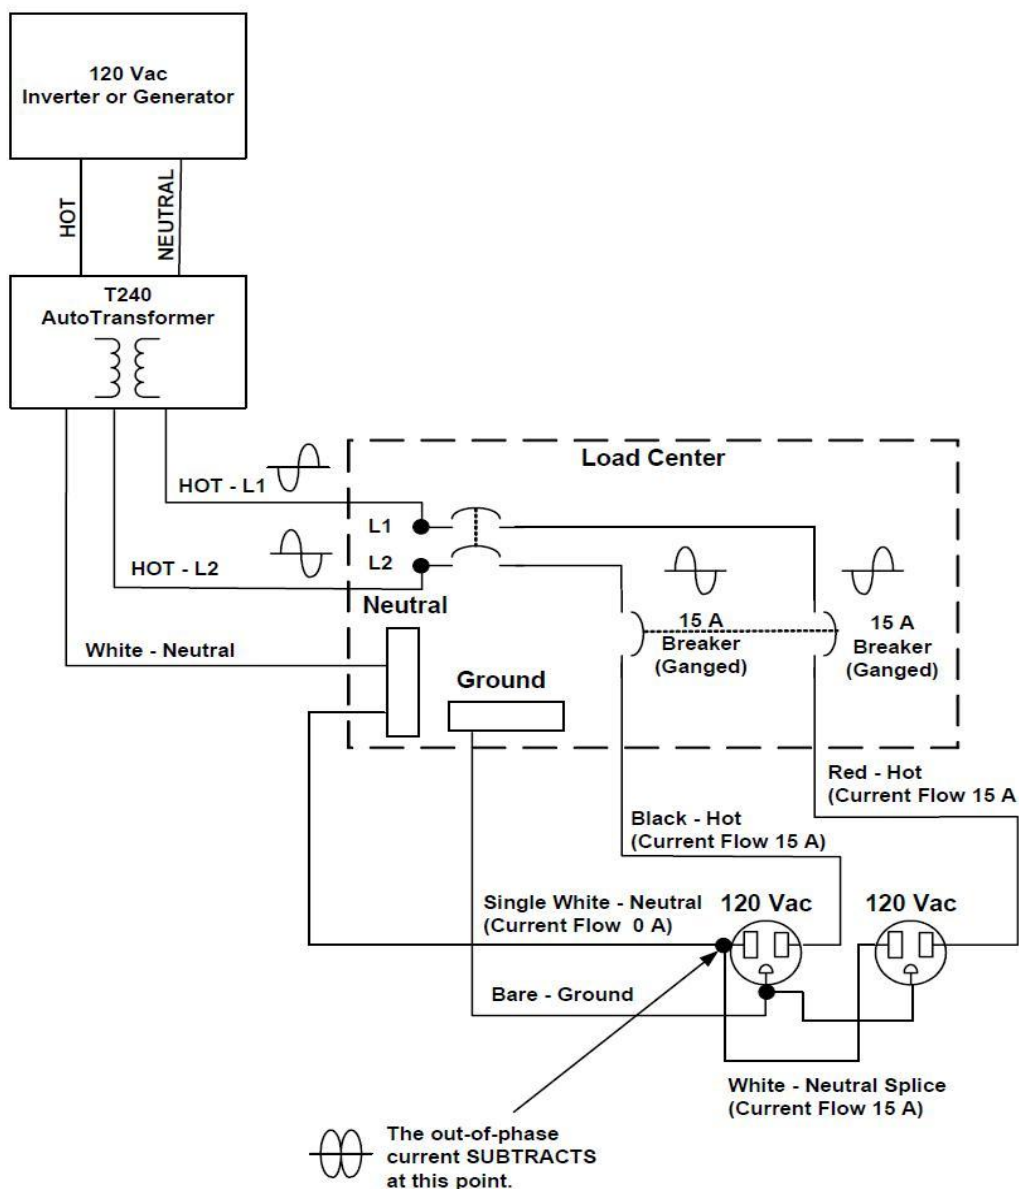 120 Vac
Inverter or Generator
HOT
NEUTRAL
T240
AutoTransformer
Load Center
HOT - L1
L1
HOT - L2
L2
Neutral
15 A
Breaker
(Ganged)
15 A
Breaker
(Ganged)
White - Neutral
Ground
Red - Hot
(Current Flow 15 A
Black - Hot
(Current Flow 15 A)
Single White - Neutral
(Current Flow 0 A)
120 Vac
120 Vac
Bare - Ground
White - Neutral Splice
(Current Flow 15 A)
The out-of-phase
current SUBTRACTS
at this point.